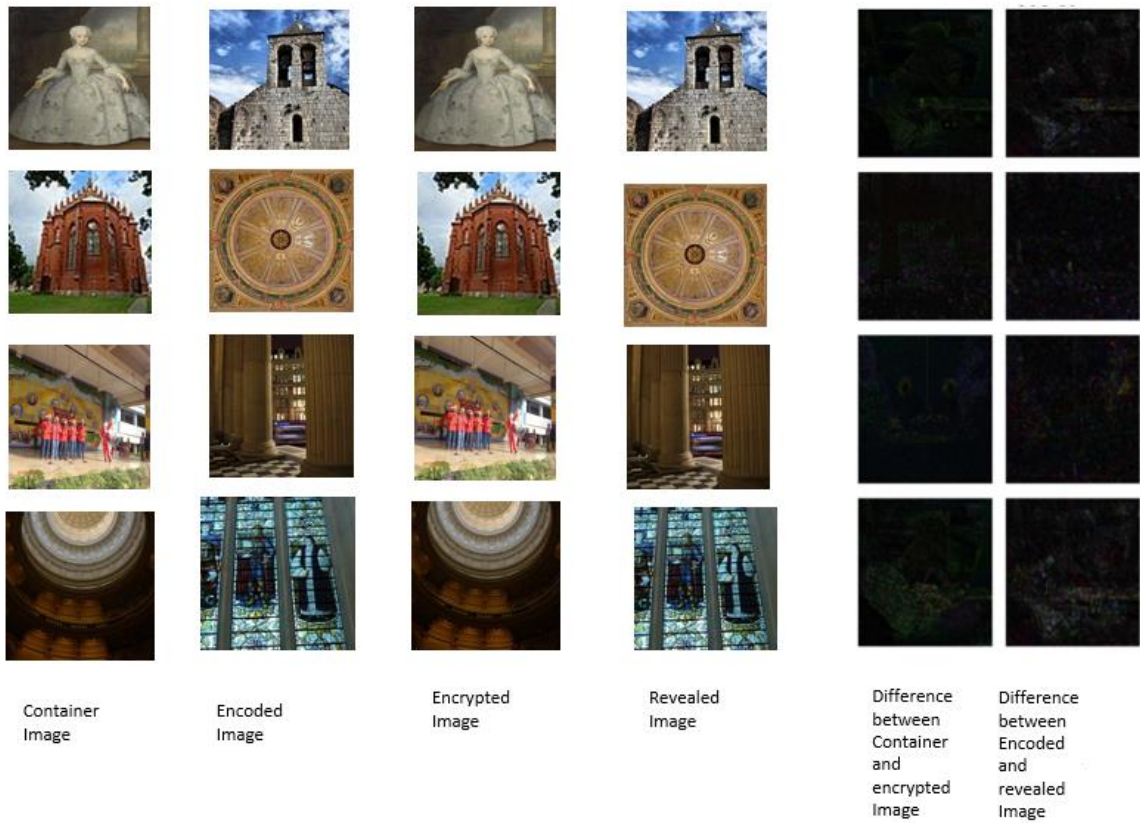 Container
Image
Encoded
Image
Encrypted
Image
Revealed
Image
Difference
between
Container
and
encrypted
Image
Difference
between
Encoded
and
revealed
Image